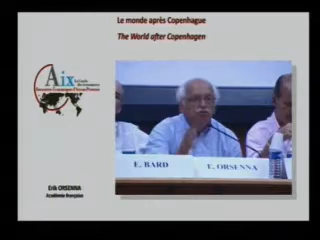 Le monde après Copenhague
The World after Copenhagen
Aix
E. BARD
E. ORSENNA
Erik ORSENNA
Académie française